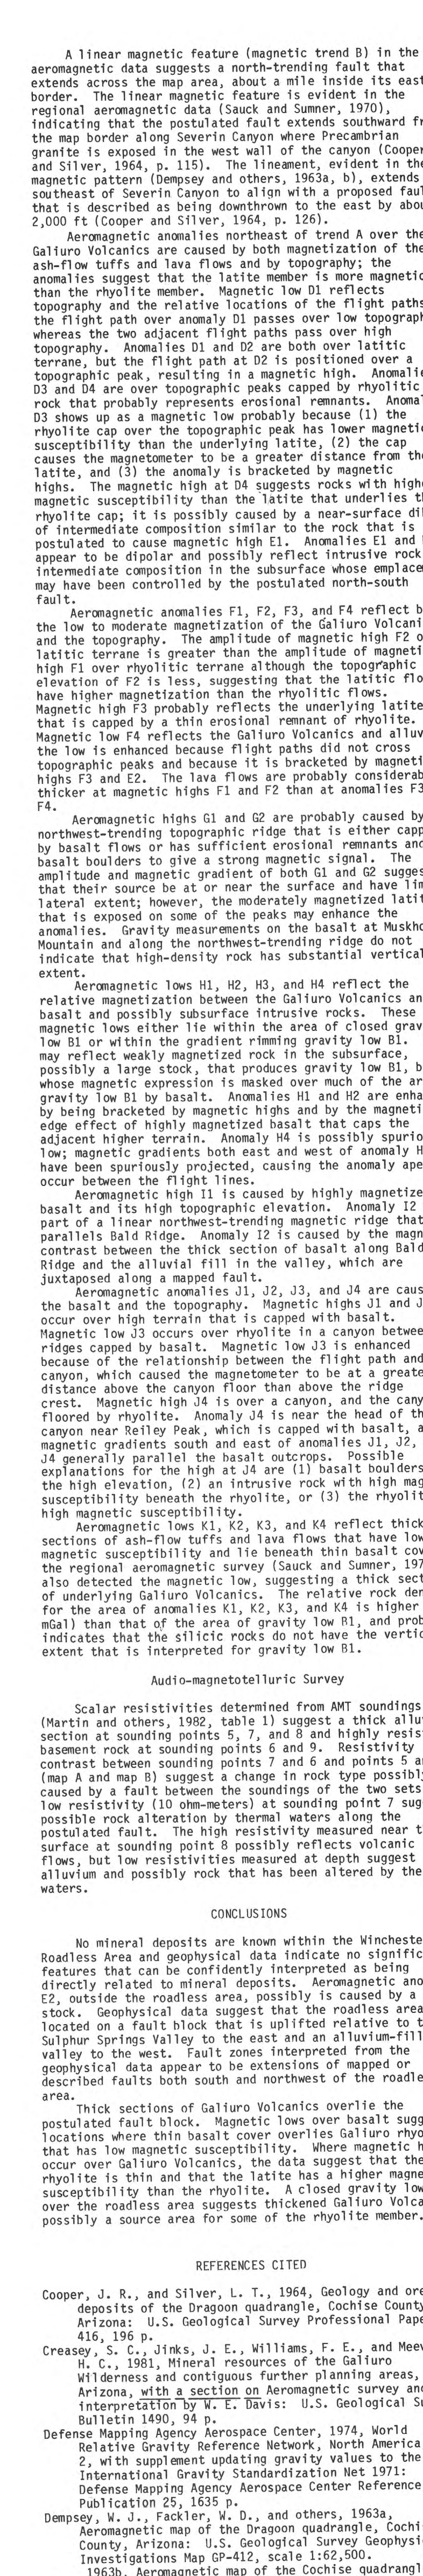 A linear magnetic feature (magnetic trend B) in the
aeromagnetic data suggests a north-trending fault that
extends across the map area, about a mile inside its east
border. The linear magnetic feature is evident in the
regional aeromagnetic data (Sauck and Sumner, 1970),
indicating that the postulated fault extends southward fr
the map border along Severin Canyon where Precambrian
granite is exposed in the west wall of the canyon (Cooper
and Silver, 1964, p. 115). The lineament, evident in the
magnetic pattern (Dempsey and others, 1963a, b), extends
southeast of Severin Canyon to align with a proposed faul
that is described as being downthrown to the east by abou
2,000 ft (Cooper and Silver, 1964, p. 126).
Aeromagnetic anomalies northeast of trend A over the
Galiuro Volcanics are caused by both magnetization of the
ash-flow tuffs and lava flows and by topography; the
anomalies suggest that the latite member is more magnetic
than the rhyolite member. Magnetic low D1 reflects
topography and the relative locations of the flight paths
the flight path over anomaly D1 passes over low topograph
whereas the two adjacent flight paths pass over high
topography. Anomalies D1 and D2 are both over latitic
terrane, but the flight path at D2 is positioned over a
topographic peak, resulting in a magnetic high. Anomalie
D3 and D4 are over topographic peaks capped by rhyolitic
rock that probably represents erosional remnants. Anoma
D3 shows up as a magnetic low probably because (1) the
rhyolite cap over the topographic peak has lower magnetic
susceptibility than the underlying latite, (2) the cap
causes the magnetometer to be a greater distance from the
latite, and (3) the anomaly is bracketed by magnetic
highs. The magnetic high at D4 suggests rocks with highe
magnetic susceptibility than the latite that underlies th
rhyolite cap; it is possibly caused by a near-surface dik
of intermediate composition similar to the rock that is
postulated to cause magnetic high E1. Anomalies E1 and
appear to be dipolar and possibly reflect intrusive rock
intermediate composition in the subsurface whose emplacem
may have been controlled by the postulated north-south
fault.
Aeromagnetic anomalies F1, F2, F3, and F4 reflect b
the low to moderate magnetization of the Galiuro Volcani
and the topography. The amplitude of magnetic high F2 o
latitic terrane is greater than the amplitude of magneti
high F1 over rhyolitic terrane although the topographic
elevation of F2 is less, suggesting that the latitic flo
have higher magnetization than the rhyolitic flows.
Magnetic high F3 probably reflects the underlying latite
that is capped by a thin erosional remnant of rhyolite.
Magnetic low F4 reflects the Galiuro Volcanics and alluv
the low is enhanced because flight paths did not cross
topographic peaks and because it is bracketed by magneti
highs F3 and E2. The lava flows are probably considerab
thicker at magnetic highs F1 and F2 than at anomalies F3
F4.
Aeromagnetic highs G1 and G2 are probably caused by
northwest-trending topographic ridge that is either capp
by basalt flows or has sufficient erosional remnants and
basalt boulders to give a strong magnetic signal. The
amplitude and magnetic gradient of both G1 and G2 sugges
that their source be at or near the surface and have lim
lateral extent; however, the moderately magnetized latit
that is exposed on some of the peaks may enhance the
anomalies. Gravity measurements on the basalt at Muskho
Mountain and along the northwest-trending ridge do not
indicate that high-density rock has substantial vertical
extent.
Aeromagnetic lows H1, H2, H3, and H4 reflect the
relative magnetization between the Galiuro Volcanics an
basalt and possibly subsurface intrusive rocks. These
magnetic lows either lie within the area of closed grav
low B1 or within the gradient rimming gravity low B1.
may reflect weakly magnetized rock in the subsurface,
possibly a large stock, that produces gravity low B1, b
whose magnetic expression is masked over much of the ar
gravity low B1 by basalt. Anomalies H1 and H2 are enha
by being bracketed by magnetic highs and by the magneti
edge effect of highly magnetized basalt that caps the
adjacent higher terrain. Anomaly H4 is possibly spurio
low; magnetic gradients both east and west of anomaly H
have been spuriously projected, causing the anomaly ape
occur between the flight lines.
Aeromagnetic high I1 is caused by highly magnetize
basalt and its high topographic elevation. Anomaly I2
part of a linear northwest-trending magnetic ridge that
parallels Bald Ridge. Anomaly I2 is caused by the magn
contrast between the thick section of basalt along Bald
Ridge and the alluvial fill in the valley, which are
juxtaposed along a mapped fault.
Aeromagnetic anomalies J1, J2, J3, and J4 are caus
the basalt and the topography. Magnetic highs J1 and J
occur over high terrain that is capped with basalt.
Magnetic low J3 occurs over rhyolite in a canyon betwee
ridges capped by basalt. Magnetic low J3 is enhanced
because of the relationship between the flight path and
canyon, which caused the magnetometer to be at a greate
distance above the canyon floor than above the ridge
crest. Magnetic high J4 is over a canyon, and the cany
floored by rhyolite. Anomaly J4 is near the head of th
canyon near Reiley Peak, which is capped with basalt, a
magnetic gradients south and east of anomalies J1, J2,
J4 generally parallel the basalt outcrops. Possible
explanations for the high at J4 are (1) basalt boulders
the high elevation, (2) an intrusive rock with high mag
susceptibility beneath the rhyolite, or (3) the rhyolit
high magnetic susceptibility.
Aeromagnetic lows K1, K2, K3, and K4 reflect thick
sections of ash-flow tuffs and lava flows that have low
magnetic susceptibility and lie beneath thin basalt cov
the regional aeromagnetic survey (Sauck and Sumner, 197
also detected the magnetic low, suggesting a thick sect
of underlying Galiuro Volcanics. The relative rock den
for the area of anomalies K1, K2, K3, and K4 is higher
mGal) than that of the area of gravity low B1, and prob
indicates that the silicic rocks do not have the vertic
extent that is interpreted for gravity low B1.
Audio-magnetotelluric Survey
Scalar resistivities determined from AMT soundings
(Martin and others, 1982, table 1) suggest a thick allu
section at sounding points 5, 7, and 8 and highly resis
basement rock at sounding points 6 and 9. Resistivity
contrast between sounding points 7 and 6 and points 5 a
(map A and map B) suggest a change in rock type possibl
caused by a fault between the soundings of the two sets
low resistivity (10 ohm-meters) at sounding point 7 sug
possible rock alteration by thermal waters along the
postulated fault. The high resistivity measured near t
surface at sounding point 8 possibly reflects volcanic
flows, but low resistivities measured at depth suggest
alluvium and possibly rock that has been altered by the
waters.
CONCLUSIONS
No mineral deposits are known within the Wincheste
Roadless Area and geophysical data indicate no signific
features that can be confidently interpreted as being
directly related to mineral deposits. Aeromagnetic ano
E2, outside the roadless area, possibly is caused by a
stock. Geophysical data suggest that the roadless area
located on a fault block that is uplifted relative to t
Sulphur Springs Valley to the east and an alluvium-fill
valley to the west. Fault zones interpreted from the
geophysical data appear to be extensions of mapped or
described faults both south and northwest of the roadle
area.
Thick sections of Galiuro Volcanics overlie the
postulated fault block. Magnetic lows over basalt sugg
locations where thin basalt cover overlies Galiuro rhyo
that has low magnetic susceptibility. Where magnetic h
occur over Galiuro Volcanics, the data suggest that the
rhyolite is thin and that the latite has a higher magne
susceptibility than the rhyolite. A closed gravity low
over the roadless area suggests thickened Galiuro Volca
possibly a source area for some of the rhyolite member.
REFERENCES CITED
Cooper, J. R., and Silver, L. T., 1964, Geology and ore
deposits of the Dragoon quadrangle, Cochise County
Arizona: U.S. Geological Survey Professional Pape
416, 196 p.
Creasey, S. C., Jinks, J. E., Williams, F. E., and Meev
H. C., 1981, Mineral resources of the Galiuro
Wilderness and contiguous further planning areas,
Arizona, with a section on Aeromagnetic survey and
interpretation by W. E. Davis: U.S. Geological Su
Bulletin 1490, 94 p.
Defense Mapping Agency Aerospace Center, 1974, World
Relative Gravity Reference Network, North America
2, with supplement updating gravity values to the
International Gravity Standardization Net 1971:
Defense Mapping Agency Aerospace Center Reference
Publication 25, 1635 p.
Dempsey, W. J., Fackler, W. D., and others, 1963a,
Aeromagnetic map of the Dragoon quadrangle, Cochi
County, Arizona: U.S. Geological Survey Geophysi
Investigations Map GP-412, scale 1:62,500.
1963b, Aeromagnetic map of the Cochise quadrangl